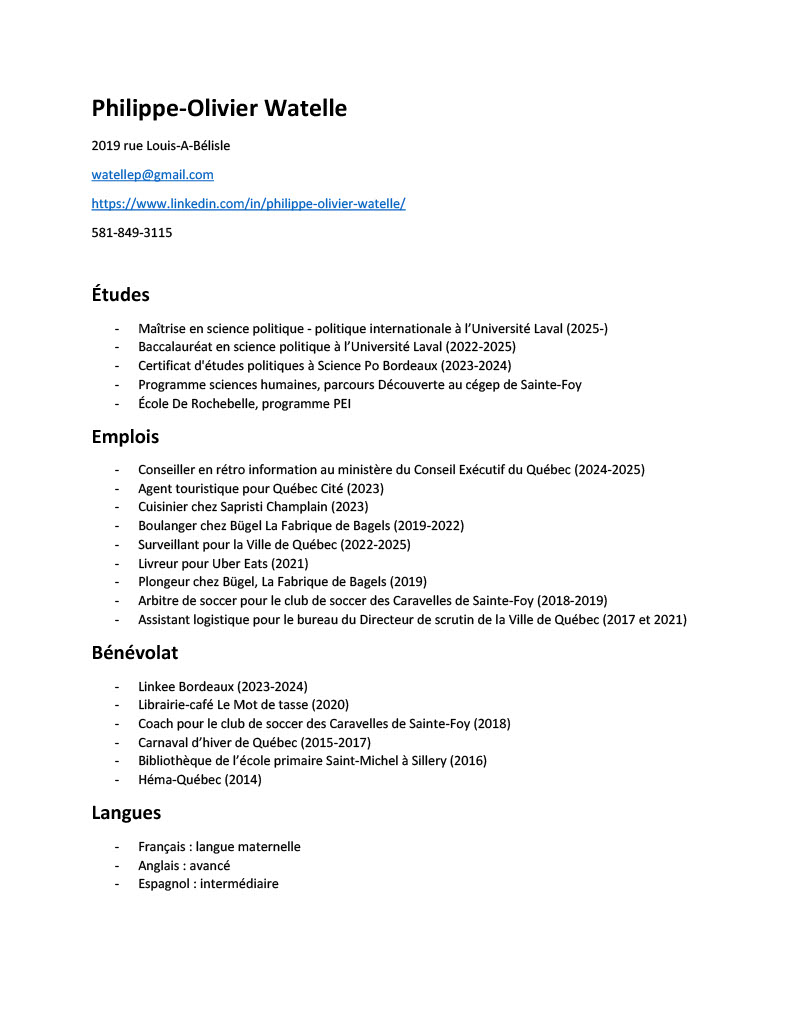 Philippe-Olivier Watelle
2019 rue Louis-A-Bélisle
watellep@gmail.com
https://www.linkedin.com/in/philippe-olivier-watelle/
581-849-3115
Études
- Maîtrise en science politique - politique internationale à l’Université Laval (2025-)
- Baccalauréat en science politique à l’Université Laval (2022-2025)
- Certificat d'études politiques à Science Po Bordeaux (2023-2024)
- Programme sciences humaines, parcours Découverte au cégep de Sainte-Foy
- École De Rochebelle, programme PEI
Emplois
- Conseiller en rétro information au ministère du Conseil Exécutif du Québec (2024-2025)
- Agent touristique pour Québec Cité (2023)
- Cuisinier chez Sapristi Champlain (2023)
- Boulanger chez Bügel La Fabrique de Bagels (2019-2022)
- Surveillant pour la Ville de Québec (2022-2025)
- Livreur pour Uber Eats (2021)
- Plongeur chez Bügel, La Fabrique de Bagels (2019)
- Arbitre de soccer pour le club de soccer des Caravelles de Sainte-Foy (2018-2019)
- Assistant logistique pour le bureau du Directeur de scrutin de la Ville de Québec (2017 et 2021)
Bénévolat
- Linkee Bordeaux (2023-2024)
- Librairie-café Le Mot de tasse (2020)
- Coach pour le club de soccer des Caravelles de Sainte-Foy (2018)
- Carnaval d’hiver de Québec (2015-2017)
- Bibliothèque de l’école primaire Saint-Michel à Sillery (2016)
- Héma-Québec (2014)
Langues
- Français : langue maternelle
- Anglais : avancé
- Espagnol : intermédiaire